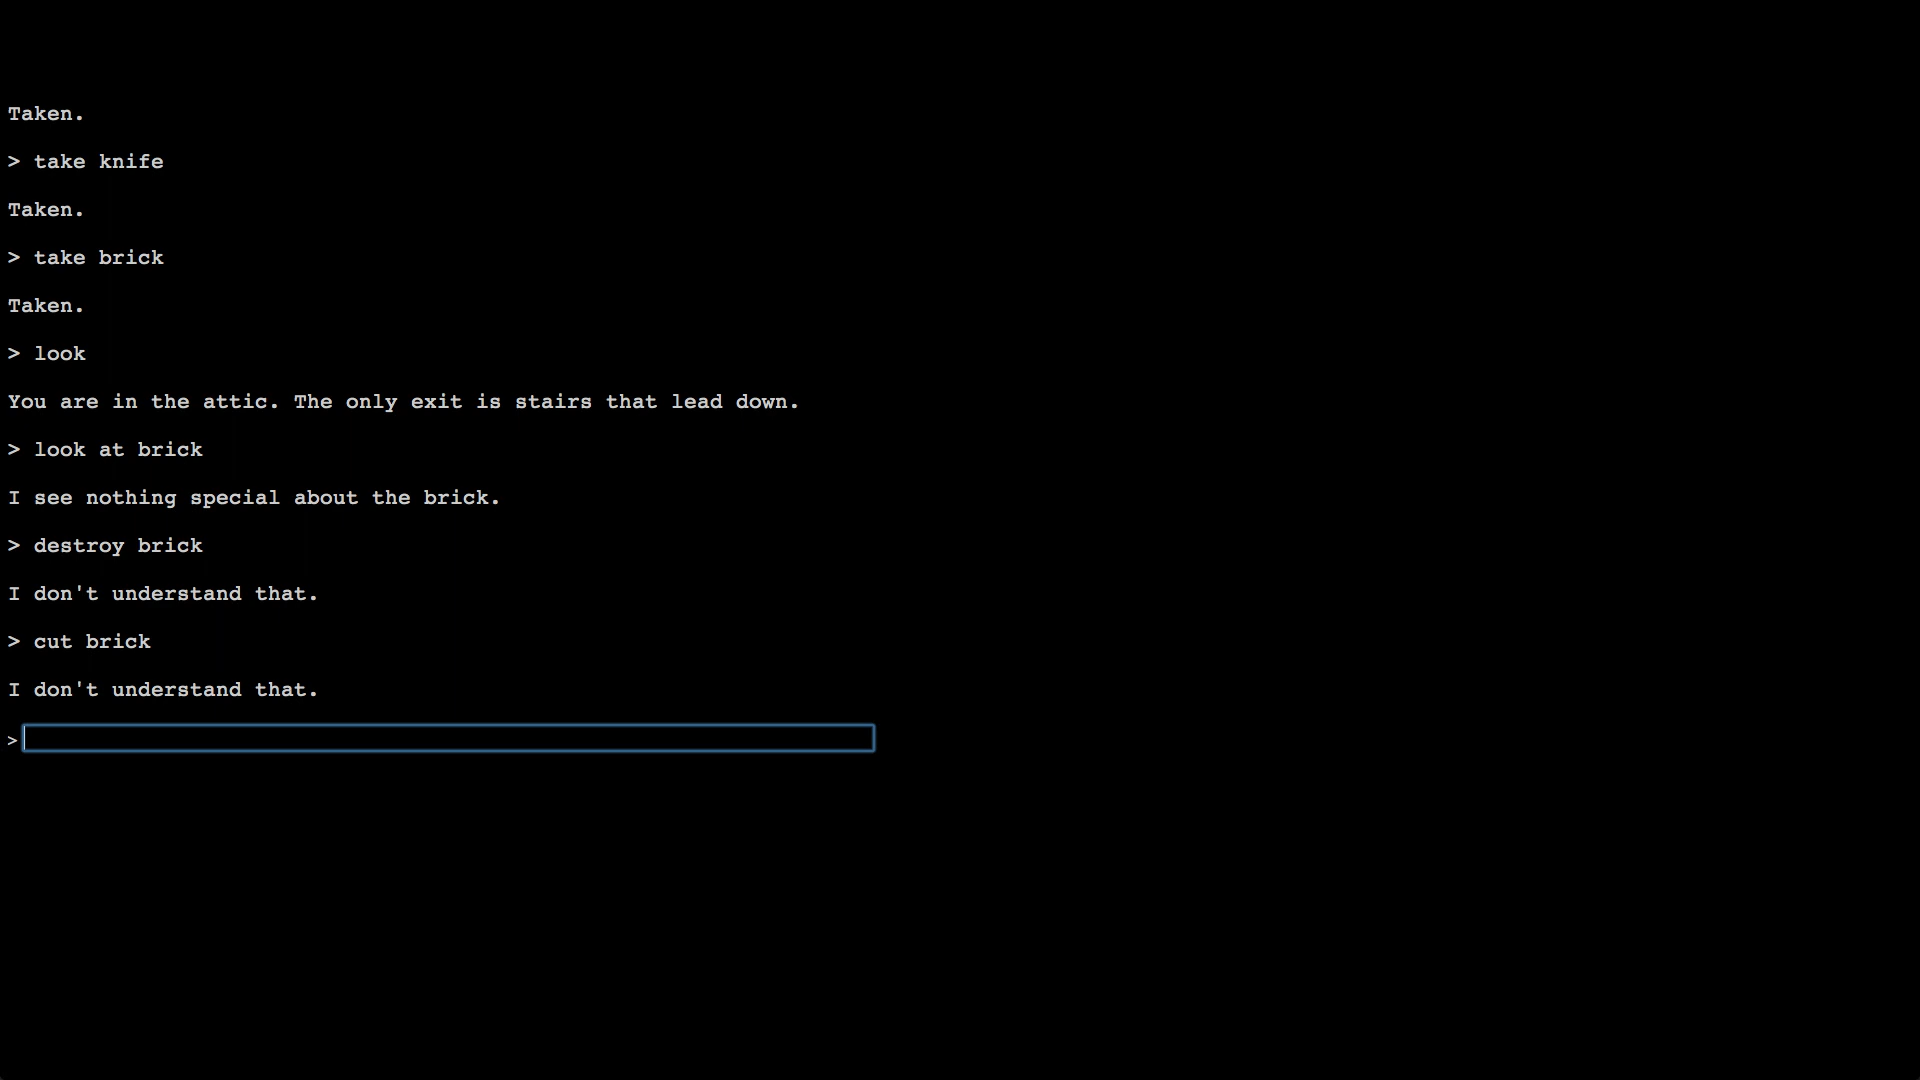 Taken.
> take knife
Taken.
> take brick
Taken.
> look
You are in the attic. The only exit is stairs that lead down.
> look at brick
I see nothing special about the brick.
> destroy brick
I don't understand that.
> cut brick
I don't understand that.
>